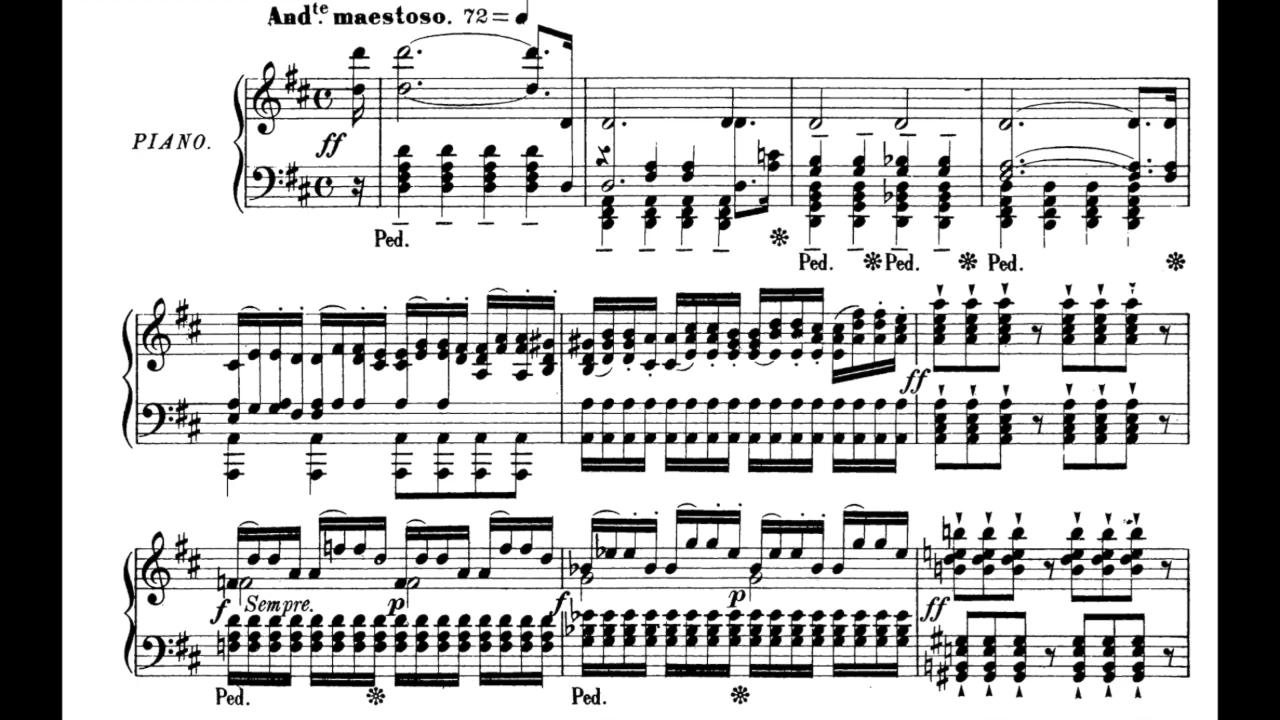 Andte. maestoso. 72 =
PIANO.
ff
Ped.
Ped. Ped. Ped.
ff
f Sempre. p f p ff
Ped. Ped.